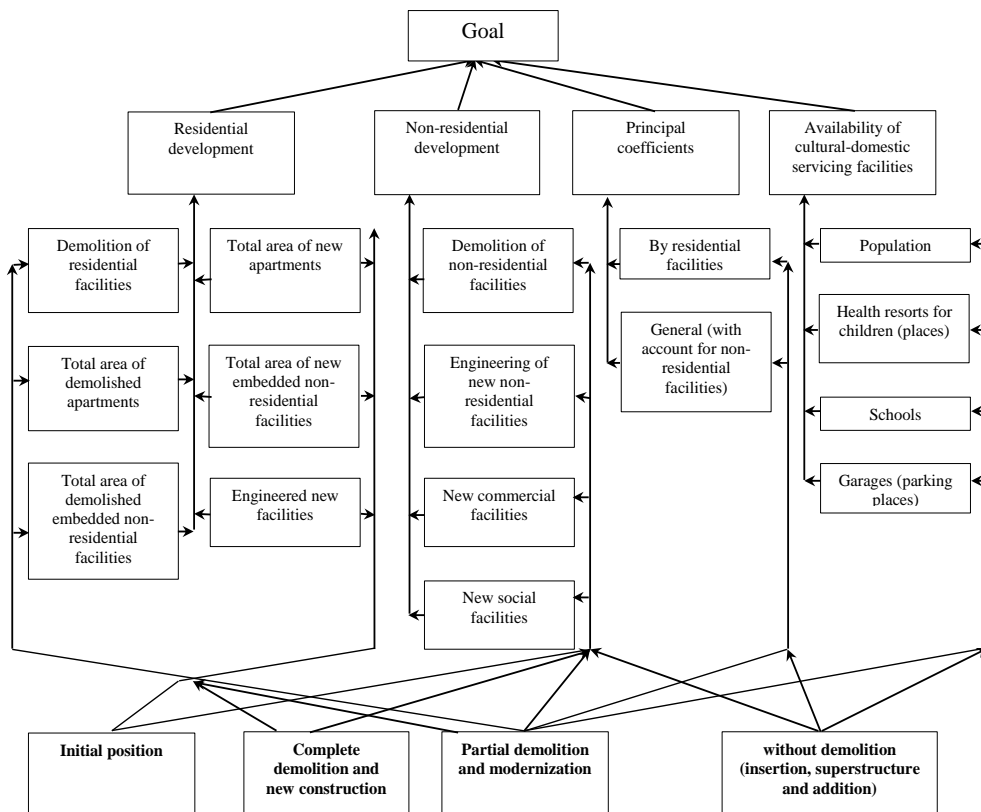 Goal
Residential
development
Non-residential
development
Principal
coefficients
Availability of
cultural-domestic
servicing facilities
Demolition of
residential
facilities
Total area of new
apartments
Demolition of
non-residential
facilities
By residential
facilities
Population
Total area of
demolished
apartments
Total area of new
embedded non-
residential
facilities
Engineering of
new non-
residential
facilities
General (with
account for non-
residential
facilities)
Health resorts for
children (places)
Schools
Total area of
demolished
embedded non-
residential
facilities
Engineered new
facilities
New commercial
facilities
Garages (parking
places)
New social
facilities
Initial position
Complete
demolition and
new construction
Partial demolition
and modernization
without demolition
(insertion, superstructure
and addition)